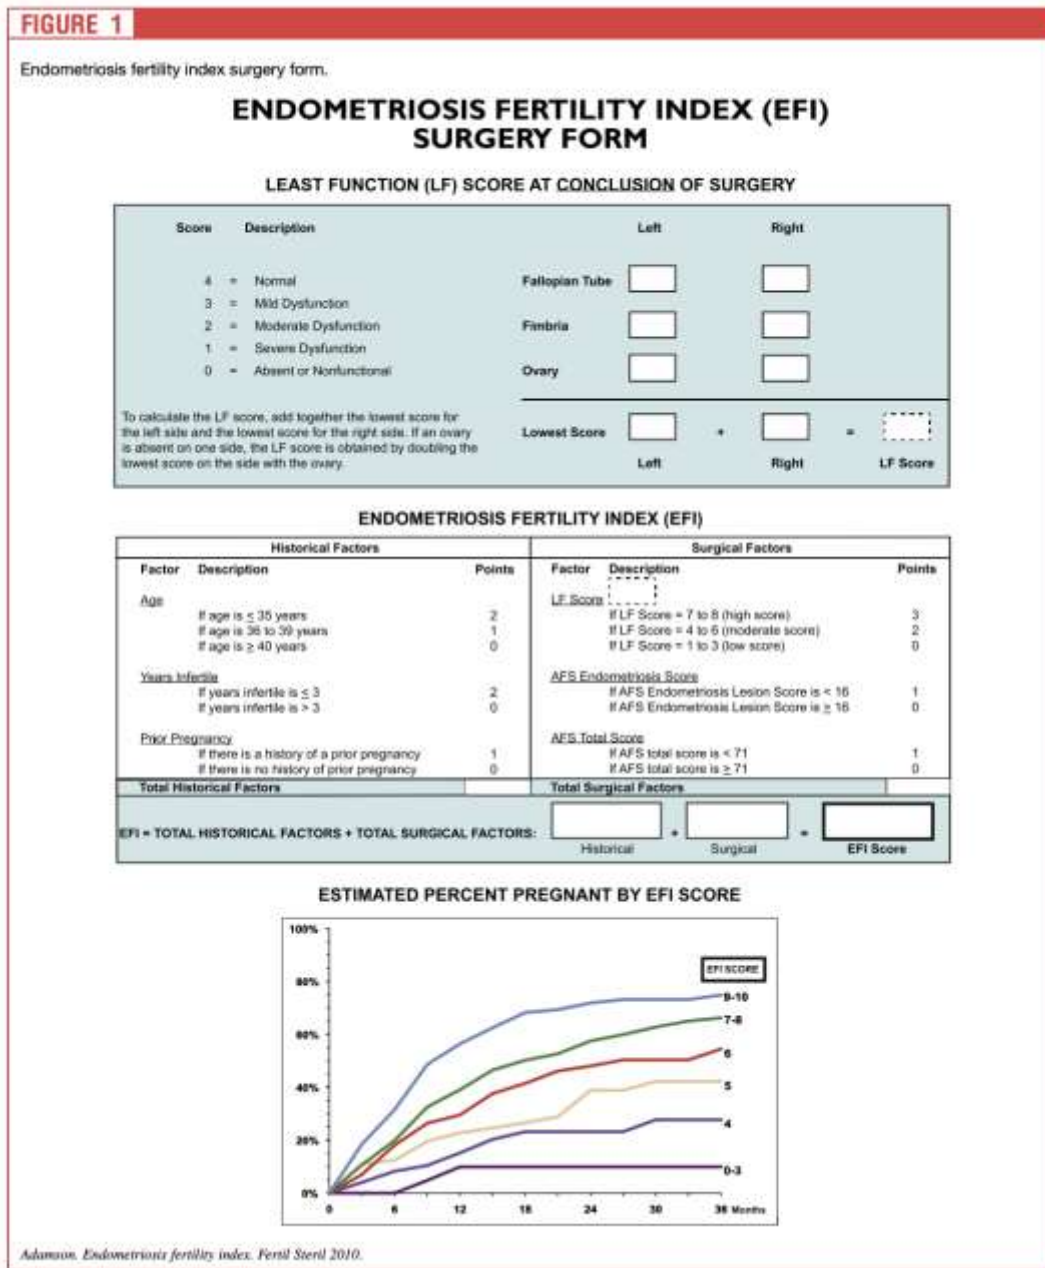 FIGURE 1
Endometriosis fertility index surgery form.
ENDOMETRIOSIS FERTILITY INDEX (EFI)
SURGERY FORM
LEAST FUNCTION (LF) SCORE AT CONCLUSION OF SURGERY
Score Description Left Right
4 = Normal Fallopian Tube
3 = Mild Dysfunction
2 = Moderate Dysfunction Fimbria
1 = Severe Dysfunction
0 = Absent or Nonfunctional Ovary
To calculate the LF score, add together the lowest score for
the left side and the lowest score for the right side. If an ovary
is absent on one side, the LF score is obtained by doubling the
lowest score on the side with the ovary.
Lowest Score + =
Left Right LF Score
ENDOMETRIOSIS FERTILITY INDEX (EFI)
Historical Factors
Factor Description Points
Age
If age is ≤ 35 years 2
If age is 36 to 39 years 1
If age is ≥ 40 years 0
Years Infertile
If years infertile is ≤ 3 2
If years infertile is > 3 0
Prior Pregnancy
If there is a history of a prior pregnancy 1
If there is no history of prior pregnancy 0
Total Historical Factors
Surgical Factors
Factor Description Points
LF Score
If LF Score = 7 to 8 (high score) 3
If LF Score = 4 to 6 (moderate score) 2
If LF Score = 1 to 3 (low score) 0
AFS Endometriosis Score
If AFS Endometriosis Lesion Score is < 16 1
If AFS Endometriosis Lesion Score is ≥ 16 0
AFS Total Score
If AFS total score is < 71 1
If AFS total score is ≥ 71 0
Total Surgical Factors
EFI = TOTAL HISTORICAL FACTORS + TOTAL SURGICAL FACTORS: + =
Historical Surgical EFI Score
ESTIMATED PERCENT PREGNANT BY EFI SCORE
100%
80%
60%
40%
20%
0%
EFI SCORE
9-10
7-8
6
5
4
0-3
0 6 12 18 24 30 36 Months
Adamson. Endometriosis fertility index. Fertil Steril 2010.